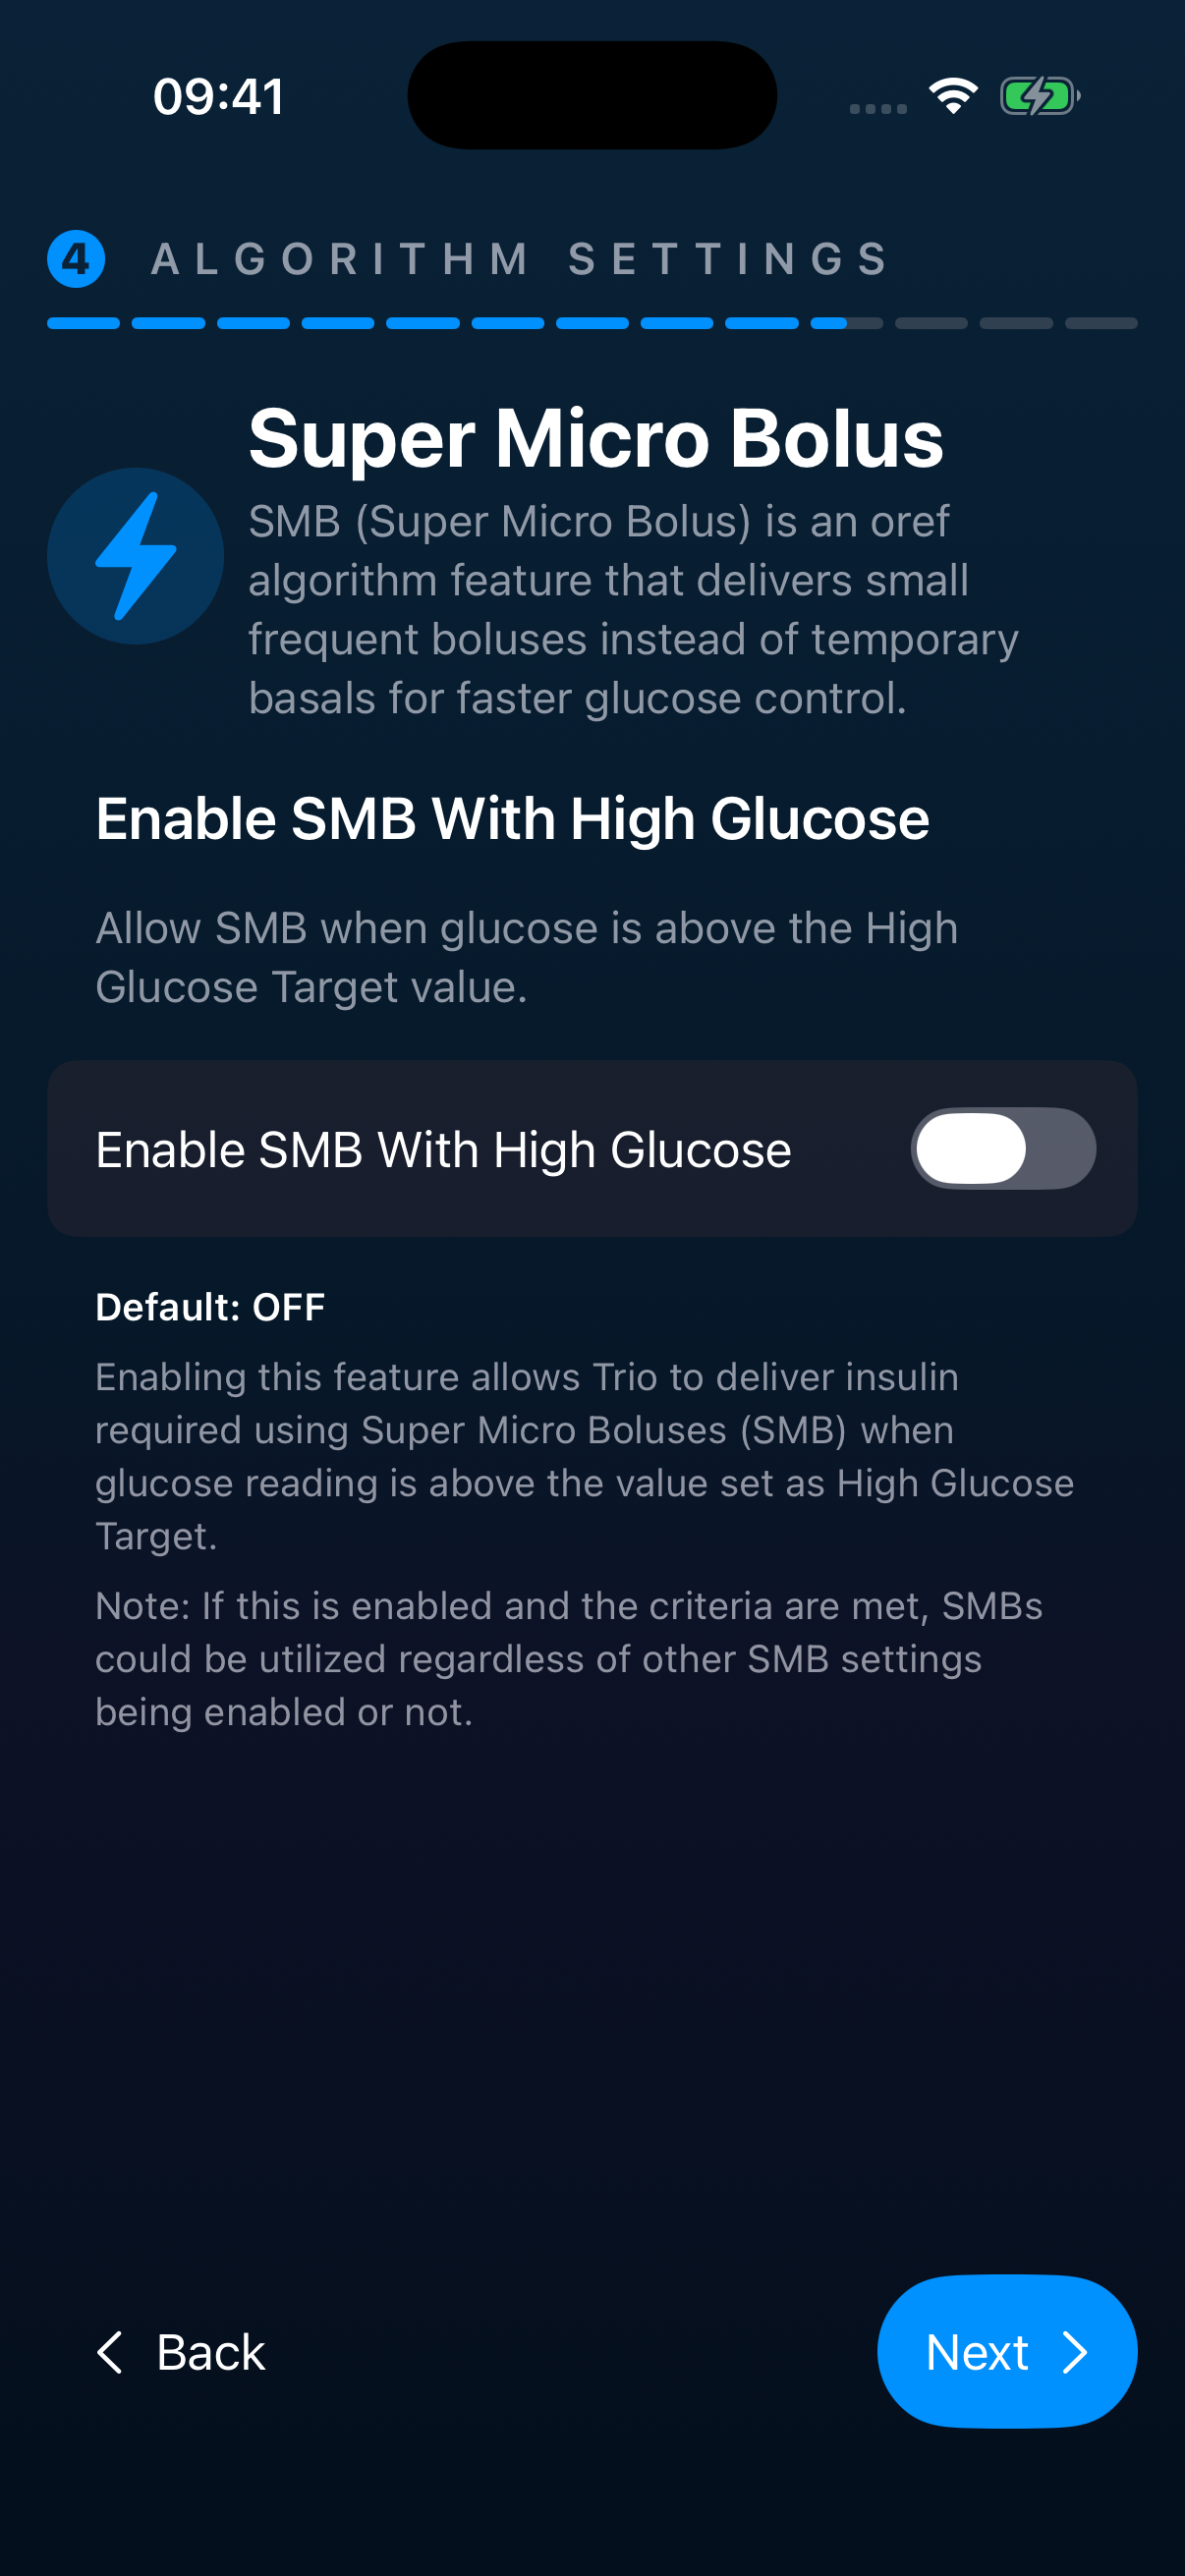 09:41
4 ALGORITHM SETTINGS
Super Micro Bolus
SMB (Super Micro Bolus) is an oref
algorithm feature that delivers small
frequent boluses instead of temporary
basals for faster glucose control.
Enable SMB With High Glucose
Allow SMB when glucose is above the High
Glucose Target value.
Enable SMB With High Glucose
Default: OFF
Enabling this feature allows Trio to deliver insulin
required using Super Micro Boluses (SMB) when
glucose reading is above the value set as High Glucose
Target.
Note: If this is enabled and the criteria are met, SMBs
could be utilized regardless of other SMB settings
being enabled or not.
Back
Next